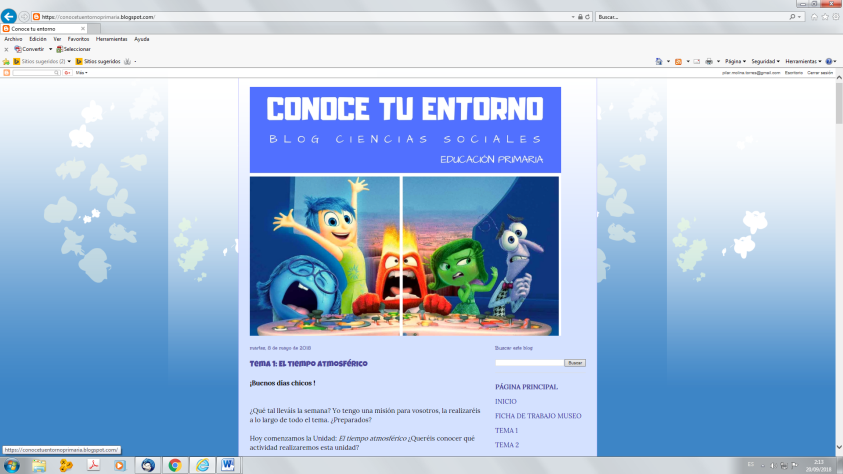 https://conocetuentornoprimaria.blogspot.com/
Buscar...
Conoce tu entorno
Archivo Edición Ver Favoritos Herramientas Ayuda
Convertir Seleccionar
Sitios sugeridos (2) Sitios sugeridos
Página Seguridad Herramientas
Más
pilar.molina.torres@gmail.com Escritorio Cerrar sesión
CONOCE TU ENTORNO
BLOG CIENCIAS SOCIALES
EDUCACIÓN PRIMARIA
martes, 8 de mayo de 2018
Tema 1: El tiempo atmosférico
¡Buenos días chicos !
¿Qué tal lleváis la semana? Yo tengo una misión para vosotros, la realizaréis
a lo largo de todo el tema. ¿Preparados?
Hoy comenzamos la Unidad: El tiempo atmosférico ¿Queréis conocer qué
actividad realizaremos esta unidad?
Buscar este blog
Buscar
PÁGINA PRINCIPAL
INICIO
FICHA DE TRABAJO MUSEO
TEMA 1
TEMA 2
https://conocetuentornoprimaria.blogspot.com/
ES
2:13
20/09/2018